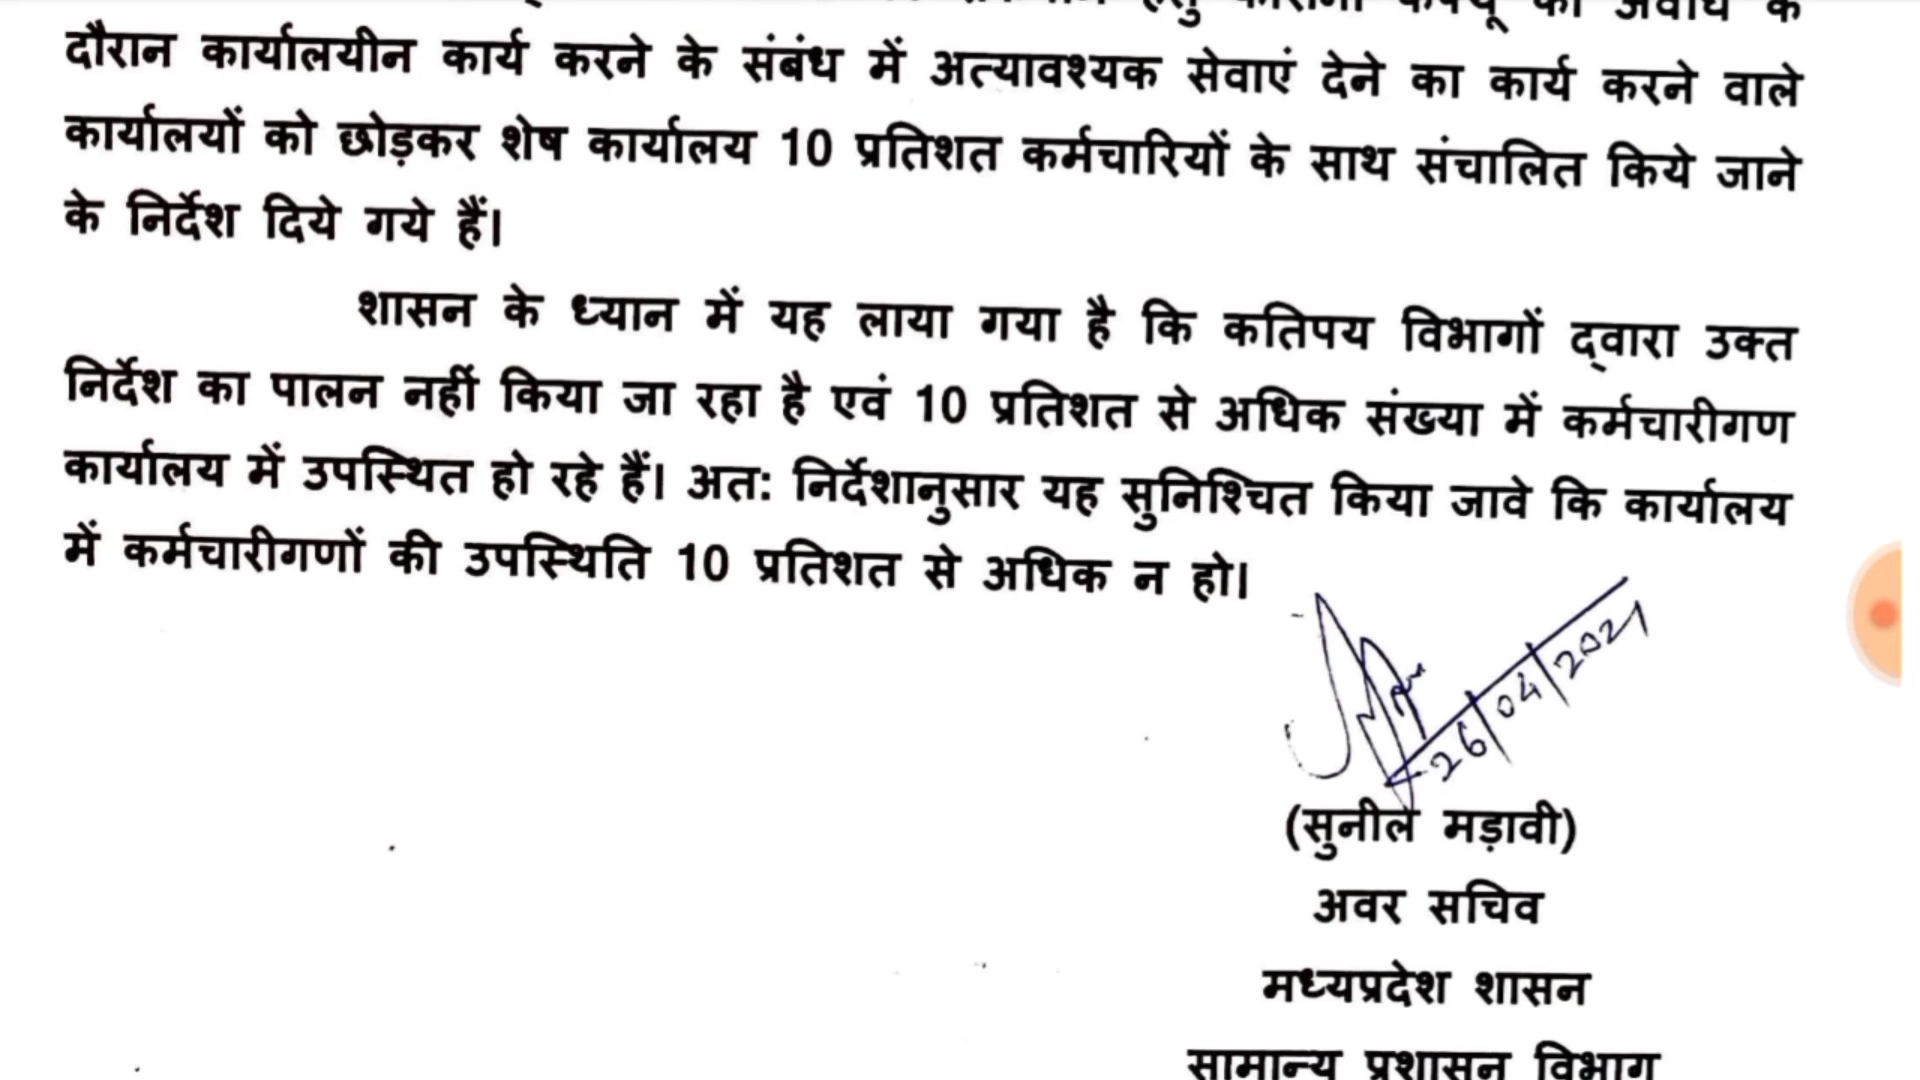 हेतु कोरोना कर्फ्यू की अवधि के
दौरान कार्यालयीन कार्य करने के संबंध में अत्यावश्यक सेवाएं देने का कार्य करने वाले
कार्यालयों को छोड़कर शेष कार्यालय 10 प्रतिशत कर्मचारियों के साथ संचालित किये जाने
के निर्देश दिये गये हैं।
शासन के ध्यान में यह लाया गया है कि कतिपय विभागों द्वारा उक्त
निर्देश का पालन नहीं किया जा रहा है एवं 10 प्रतिशत से अधिक संख्या में कर्मचारीगण
कार्यालय में उपस्थित हो रहे हैं। अत: निर्देशानुसार यह सुनिश्चित किया जावे कि कार्यालय
में कर्मचारीगणों की उपस्थिति 10 प्रतिशत से अधिक न हो।
26/04/2021
(सुनील मड़ावी)
अवर सचिव
मध्यप्रदेश शासन
सामान्य प्रशासन विभाग